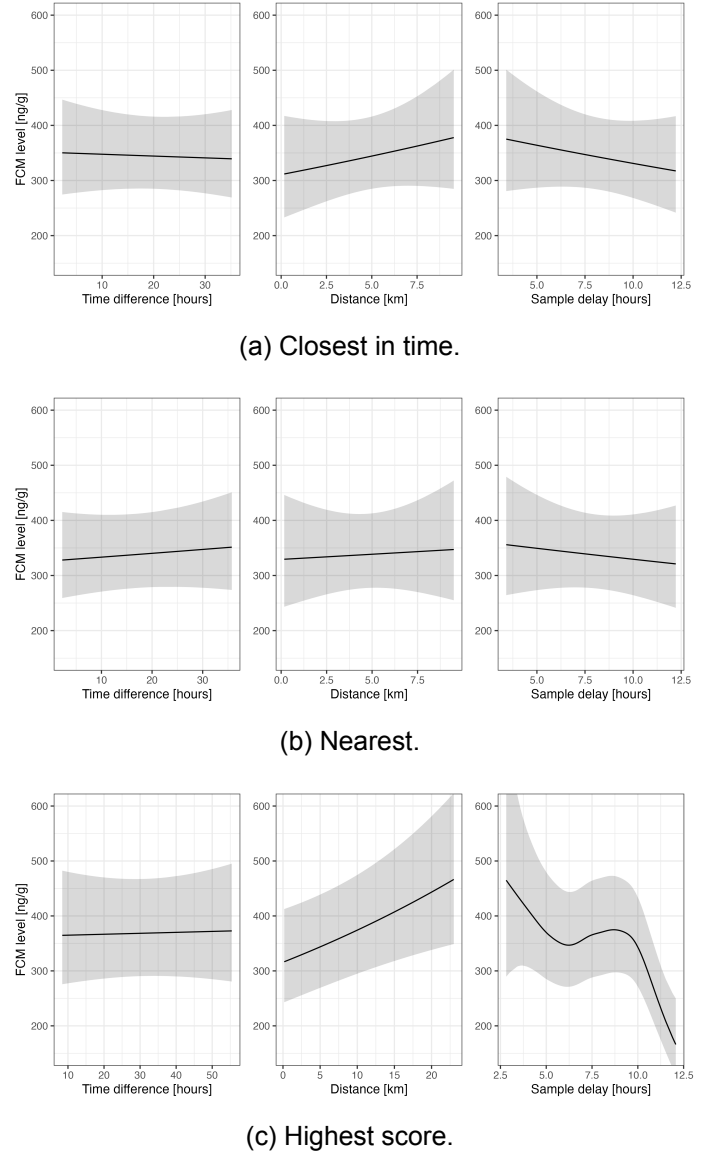 600
500
400
300
200
FCM level [ng/g]
10 20 30
Time difference [hours]
0.0 2.5 5.0 7.5
Distance [km]
5.0 7.5 10.0 12.5
Sample delay [hours]
(a) Closest in time.
600
500
400
300
200
FCM level [ng/g]
10 20 30
Time difference [hours]
0.0 2.5 5.0 7.5
Distance [km]
5.0 7.5 10.0 12.5
Sample delay [hours]
(b) Nearest.
600
500
400
300
200
FCM level [ng/g]
10 20 30 40 50
Time difference [hours]
0 5 10 15 20
Distance [km]
2.5 5.0 7.5 10.0 12.5
Sample delay [hours]
(c) Highest score.